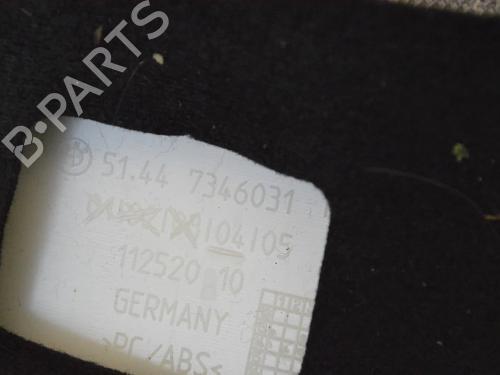 B·PARTS
51.44 7346031
104105
112520 10
GERMANY
>PC/ABS<